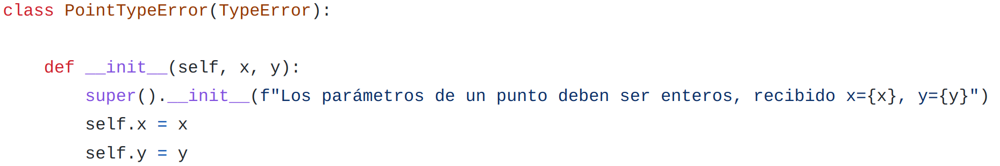 class PointTypeError(TypeError):
    def __init__(self, x, y):
        super().__init__(f"Los parámetros de un punto deben ser enteros, recibido x={x}, y={y}")
        self.x = x
        self.y = y